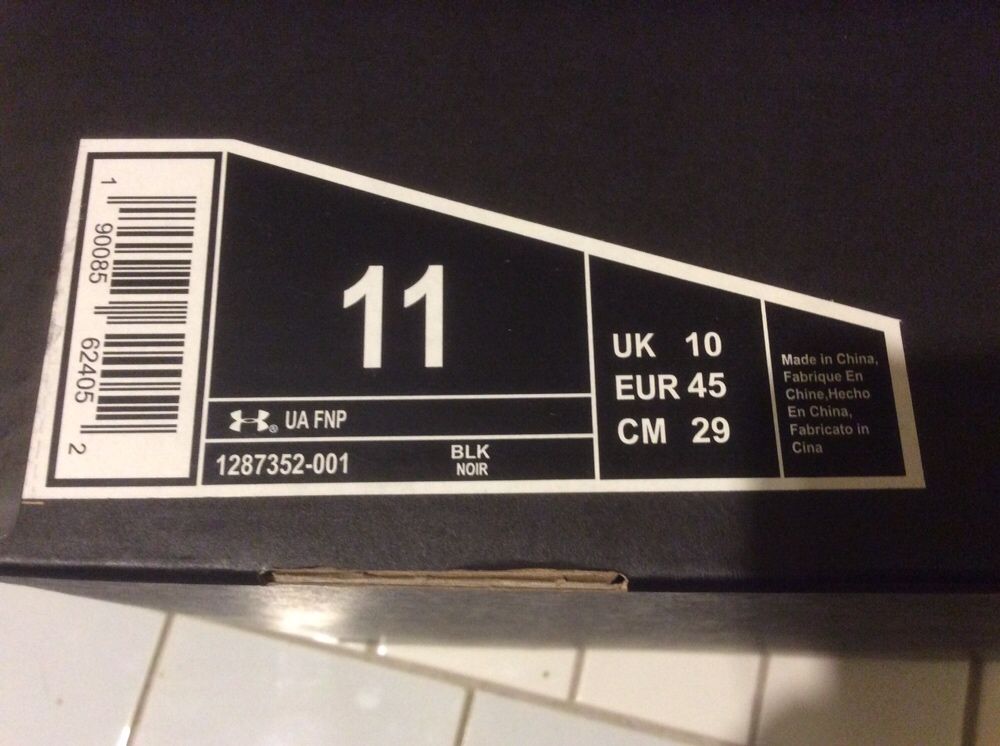 1 90085 62405 2
11
® UA FNP
1287352-001
BLK
NOIR
UK 10
EUR 45
CM 29
Made in China,
Fabrique En
Chine,Hecho
En China,
Fabricato in
Cina